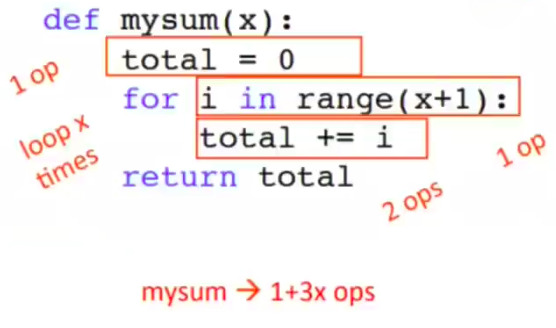 def mysum(x):
1 op
total = 0
for i in range(x+1):
1 op
loop x
times
total += i
2 ops
return total
mysum → 1+3x ops